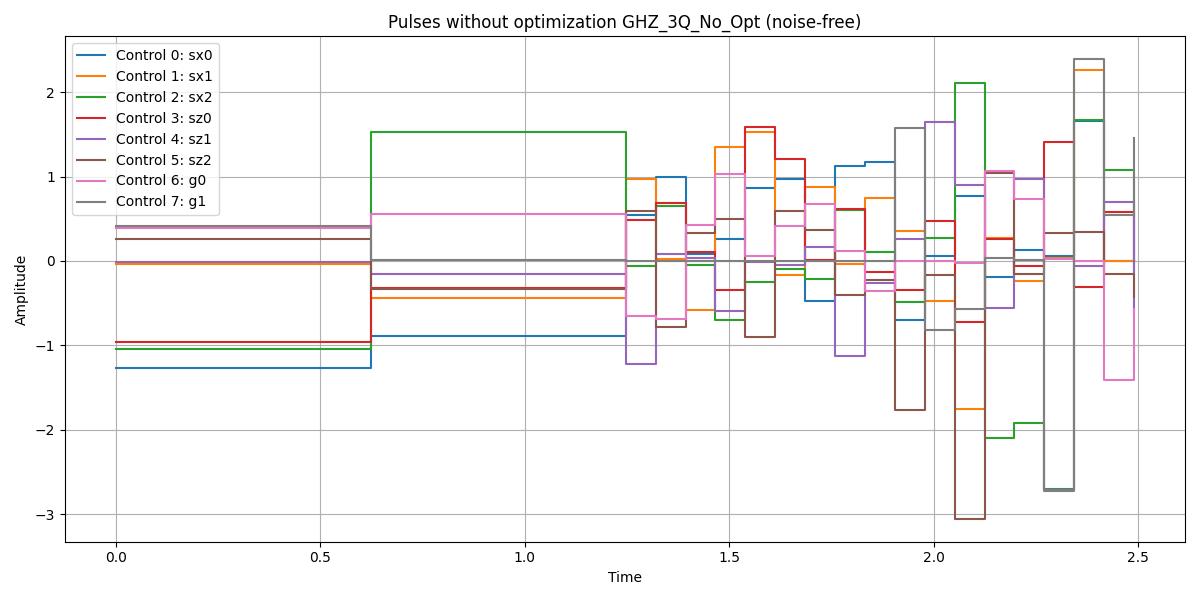 Pulses without optimization GHZ_3Q_No_Opt (noise-free)
Control 0: sx0
Control 1: sx1
Control 2: sx2
Control 3: sz0
Control 4: sz1
Control 5: sz2
Control 6: g0
Control 7: g1
Amplitude
2
1
0
−1
−2
−3
0.0 0.5 1.0 1.5 2.0 2.5
Time